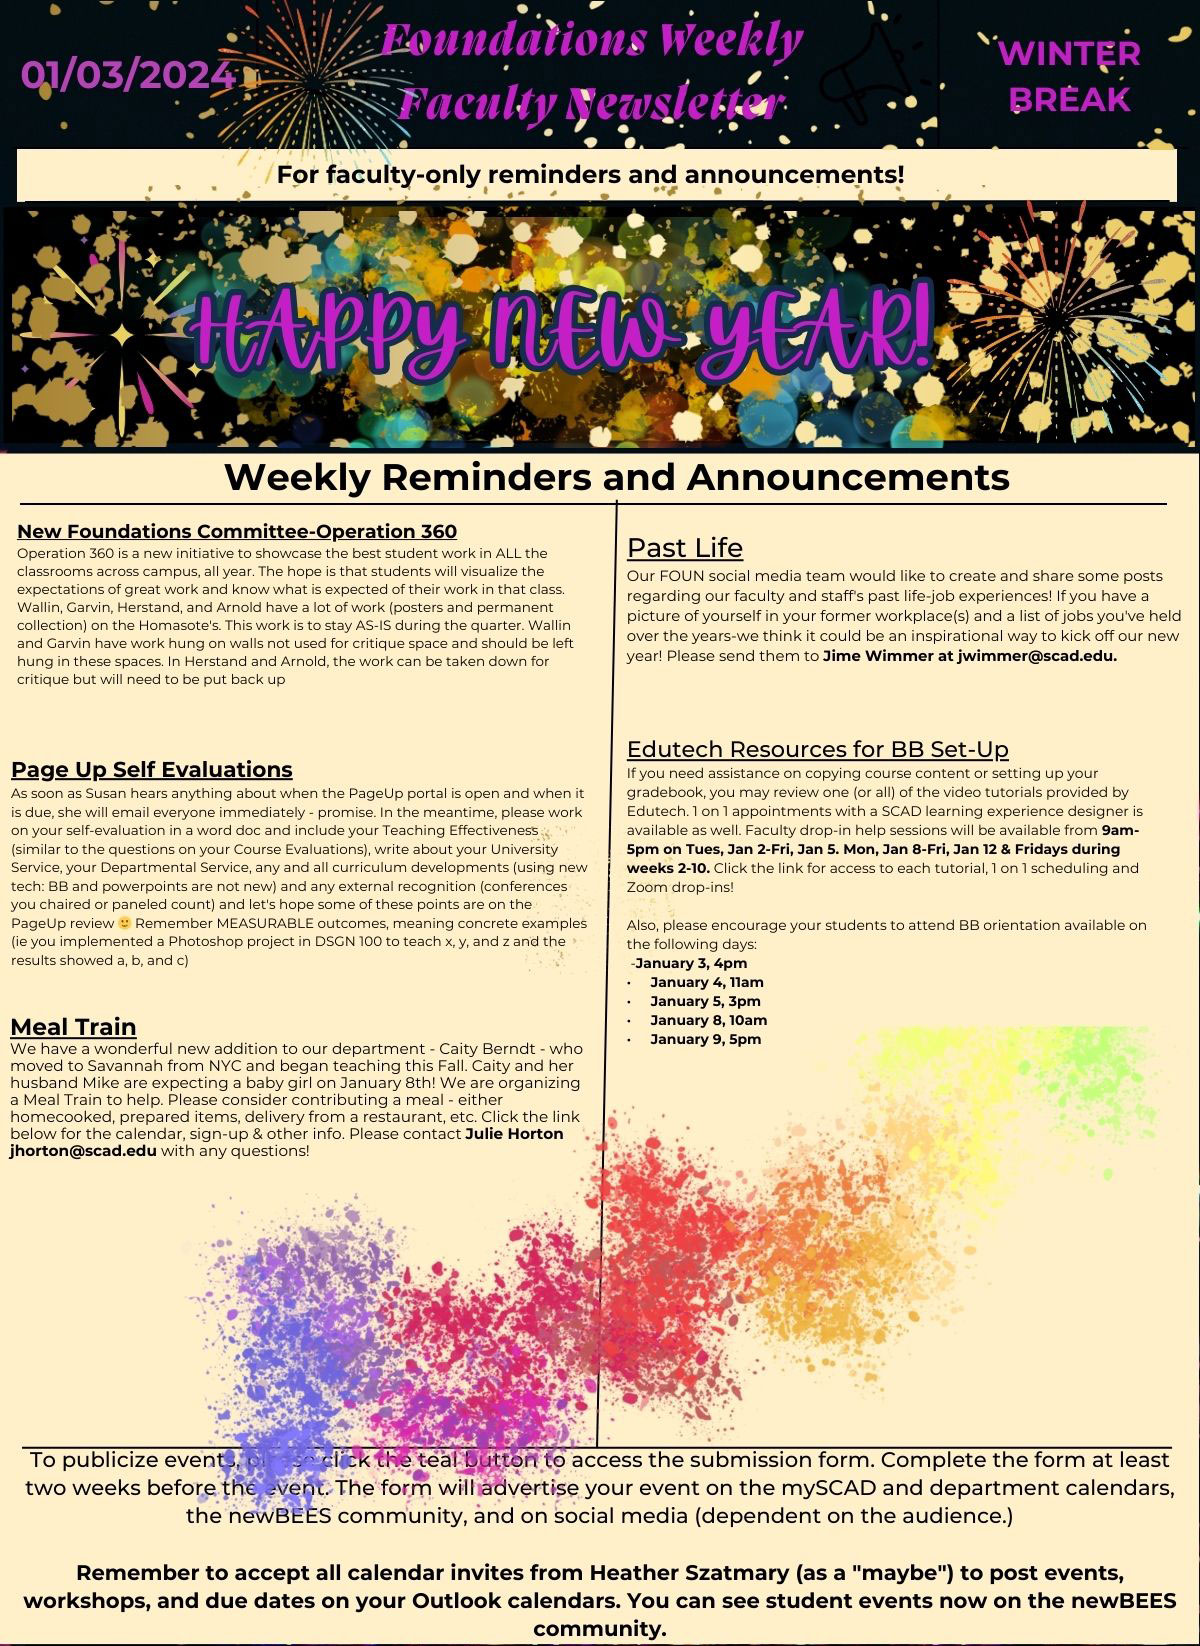 01/03/2024
Foundations Weekly
Faculty Newsletter
WINTER
BREAK
For faculty-only reminders and announcements!
HAPPY NEW YEAR!
Weekly Reminders and Announcements
New Foundations Committee-Operation 360
Operation 360 is a new initiative to showcase the best student work in ALL the
classrooms across campus, all year. The hope is that students will visualize the
expectations of great work and know what is expected of their work in that class.
Wallin, Garvin, Herstand, and Arnold have a lot of work (posters and permanent
collection) on the Homasote's. This work is to stay AS-IS during the quarter. Wallin
and Garvin have work hung on walls not used for critique space and should be left
hung in these spaces. In Herstand and Arnold, the work can be taken down for
critique but will need to be put back up
Page Up Self Evaluations
As soon as Susan hears anything about when the PageUp portal is open and when it
is due, she will email everyone immediately - promise. In the meantime, please work
on your self-evaluation in a word doc and include your Teaching Effectiveness
(similar to the questions on your Course Evaluations), write about your University
Service, your Departmental Service, any and all curriculum developments (using new
tech: BB and powerpoints are not new) and any external recognition (conferences
you chaired or paneled count) and let's hope some of these points are on the
PageUp review 🙂 Remember MEASURABLE outcomes, meaning concrete examples
(ie you implemented a Photoshop project in DSGN 100 to teach x, y, and z and the
results showed a, b, and c)
Meal Train
We have a wonderful new addition to our department - Caity Berndt - who
moved to Savannah from NYC and began teaching this Fall. Caity and her
husband Mike are expecting a baby girl on January 8th! We are organizing
a Meal Train to help. Please consider contributing a meal - either
homecooked, prepared items, delivery from a restaurant, etc. Click the link
below for the calendar, sign-up & other info. Please contact Julie Horton
jhorton@scad.edu with any questions!
Past Life
Our FOUN social media team would like to create and share some posts
regarding our faculty and staff's past life-job experiences! If you have a
picture of yourself in your former workplace(s) and a list of jobs you've held
over the years-we think it could be an inspirational way to kick off our new
year! Please send them to Jime Wimmer at jwimmer@scad.edu.
Edutech Resources for BB Set-Up
If you need assistance on copying course content or setting up your
gradebook, you may review one (or all) of the video tutorials provided by
Edutech. 1 on 1 appointments with a SCAD learning experience designer is
available as well. Faculty drop-in help sessions will be available from 9am-
5pm on Tues, Jan 2-Fri, Jan 5. Mon, Jan 8-Fri, Jan 12 & Fridays during
weeks 2-10. Click the link for access to each tutorial, 1 on 1 scheduling and
Zoom drop-ins!
Also, please encourage your students to attend BB orientation available on
the following days:
-January 3, 4pm
• January 4, 11am
• January 5, 3pm
• January 8, 10am
• January 9, 5pm
To publicize events, please click the teal button to access the submission form. Complete the form at least
two weeks before the event. The form will advertise your event on the mySCAD and department calendars,
the newBEES community, and on social media (dependent on the audience.)
Remember to accept all calendar invites from Heather Szatmary (as a "maybe") to post events,
workshops, and due dates on your Outlook calendars. You can see student events now on the newBEES
community.